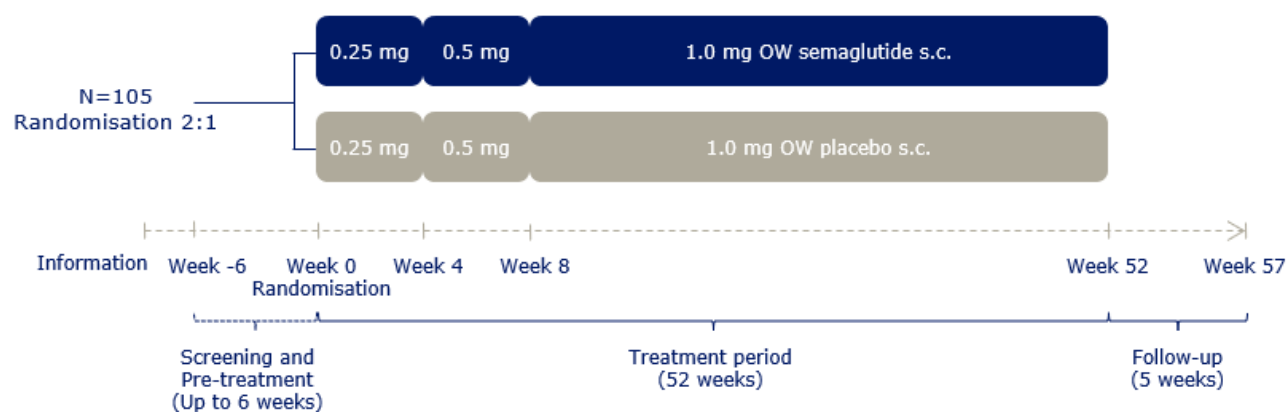 0.25 mg 0.5 mg 1.0 mg OW semaglutide s.c.
N=105
Randomisation 2:1
0.25 mg 0.5 mg 1.0 mg OW placebo s.c.
Information Week -6 Week 0 Week 4 Week 8 Week 52 Week 57
Randomisation
Screening and
Pre-treatment
(Up to 6 weeks)
Treatment period
(52 weeks)
Follow-up
(5 weeks)